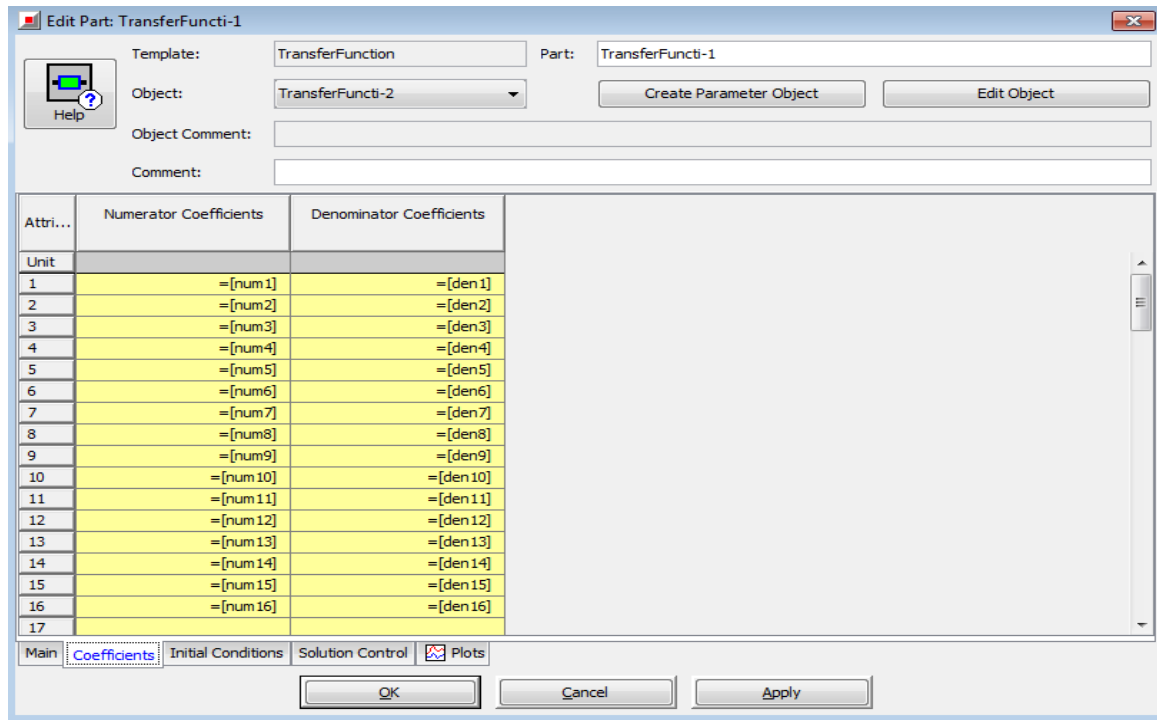 Edit Part: TransferFuncti-1
Template: TransferFunction Part: TransferFuncti-1
Help
Object: TransferFuncti-2 Create Parameter Object Edit Object
Object Comment:
Comment:
Attri... Numerator Coefficients Denominator Coefficients
Unit
1 =[num1] =[den1]
2 =[num2] =[den2]
3 =[num3] =[den3]
4 =[num4] =[den4]
5 =[num5] =[den5]
6 =[num6] =[den6]
7 =[num7] =[den7]
8 =[num8] =[den8]
9 =[num9] =[den9]
10 =[num10] =[den10]
11 =[num11] =[den11]
12 =[num12] =[den12]
13 =[num13] =[den13]
14 =[num14] =[den14]
15 =[num15] =[den15]
16 =[num16] =[den16]
17
Main Coefficients Initial Conditions Solution Control Plots
OK Cancel Apply